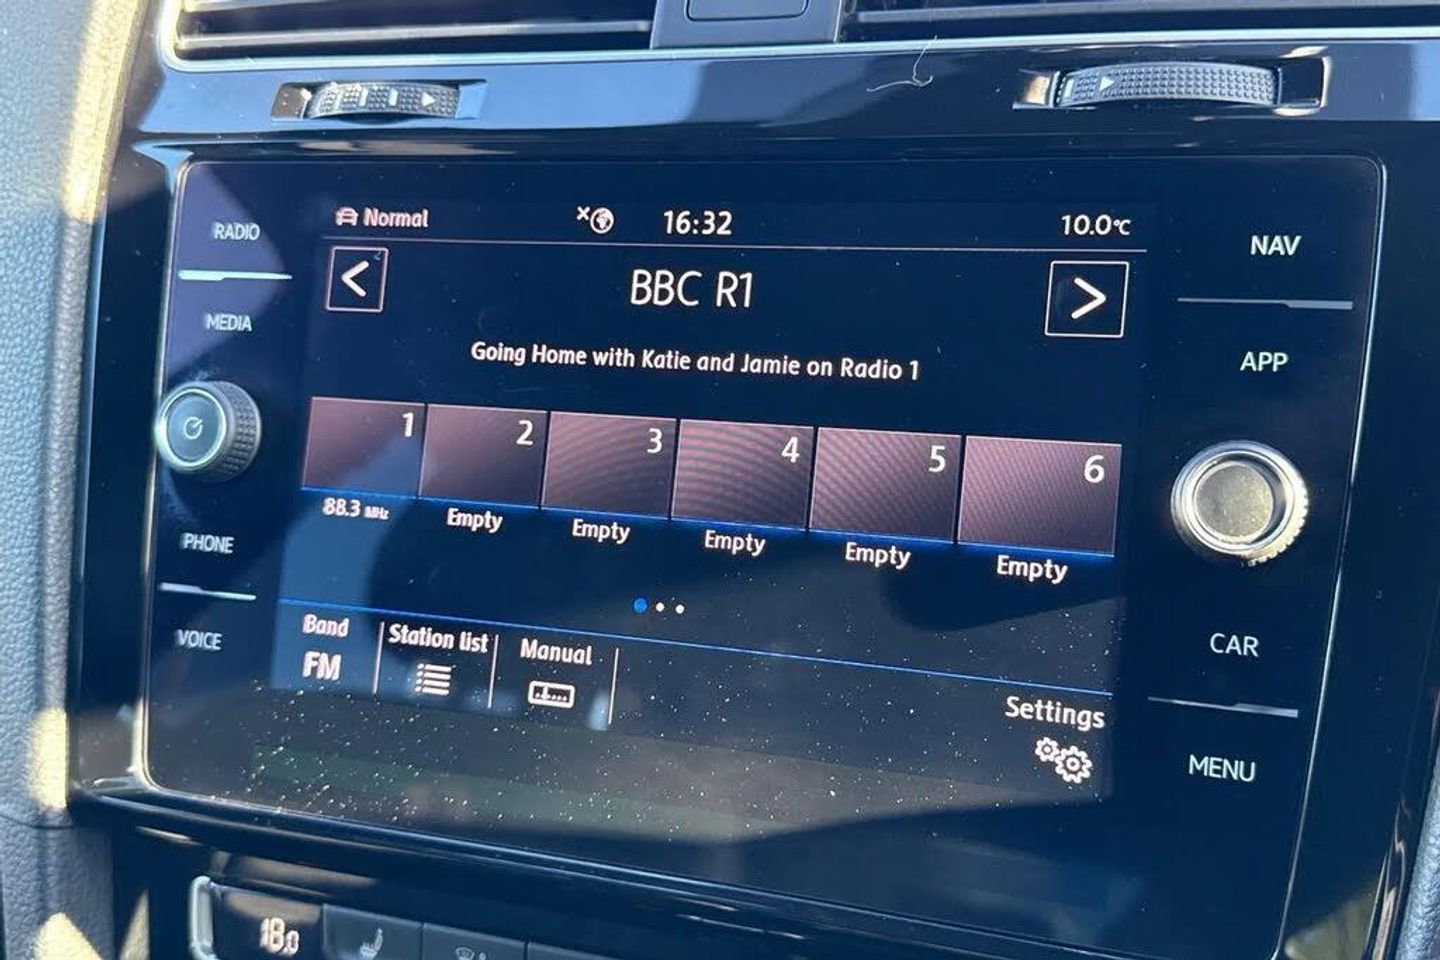 RADIO
MEDIA
PHONE
VOICE
Normal
16:32
10.0°C
BBC R1
Going Home with Katie and Jamie on Radio 1
1
2
3
4
5
6
88.3 MHz
Empty
Empty
Empty
Empty
Empty
Band
FM
Station list
Manual
Settings
NAV
APP
CAR
MENU
18.0